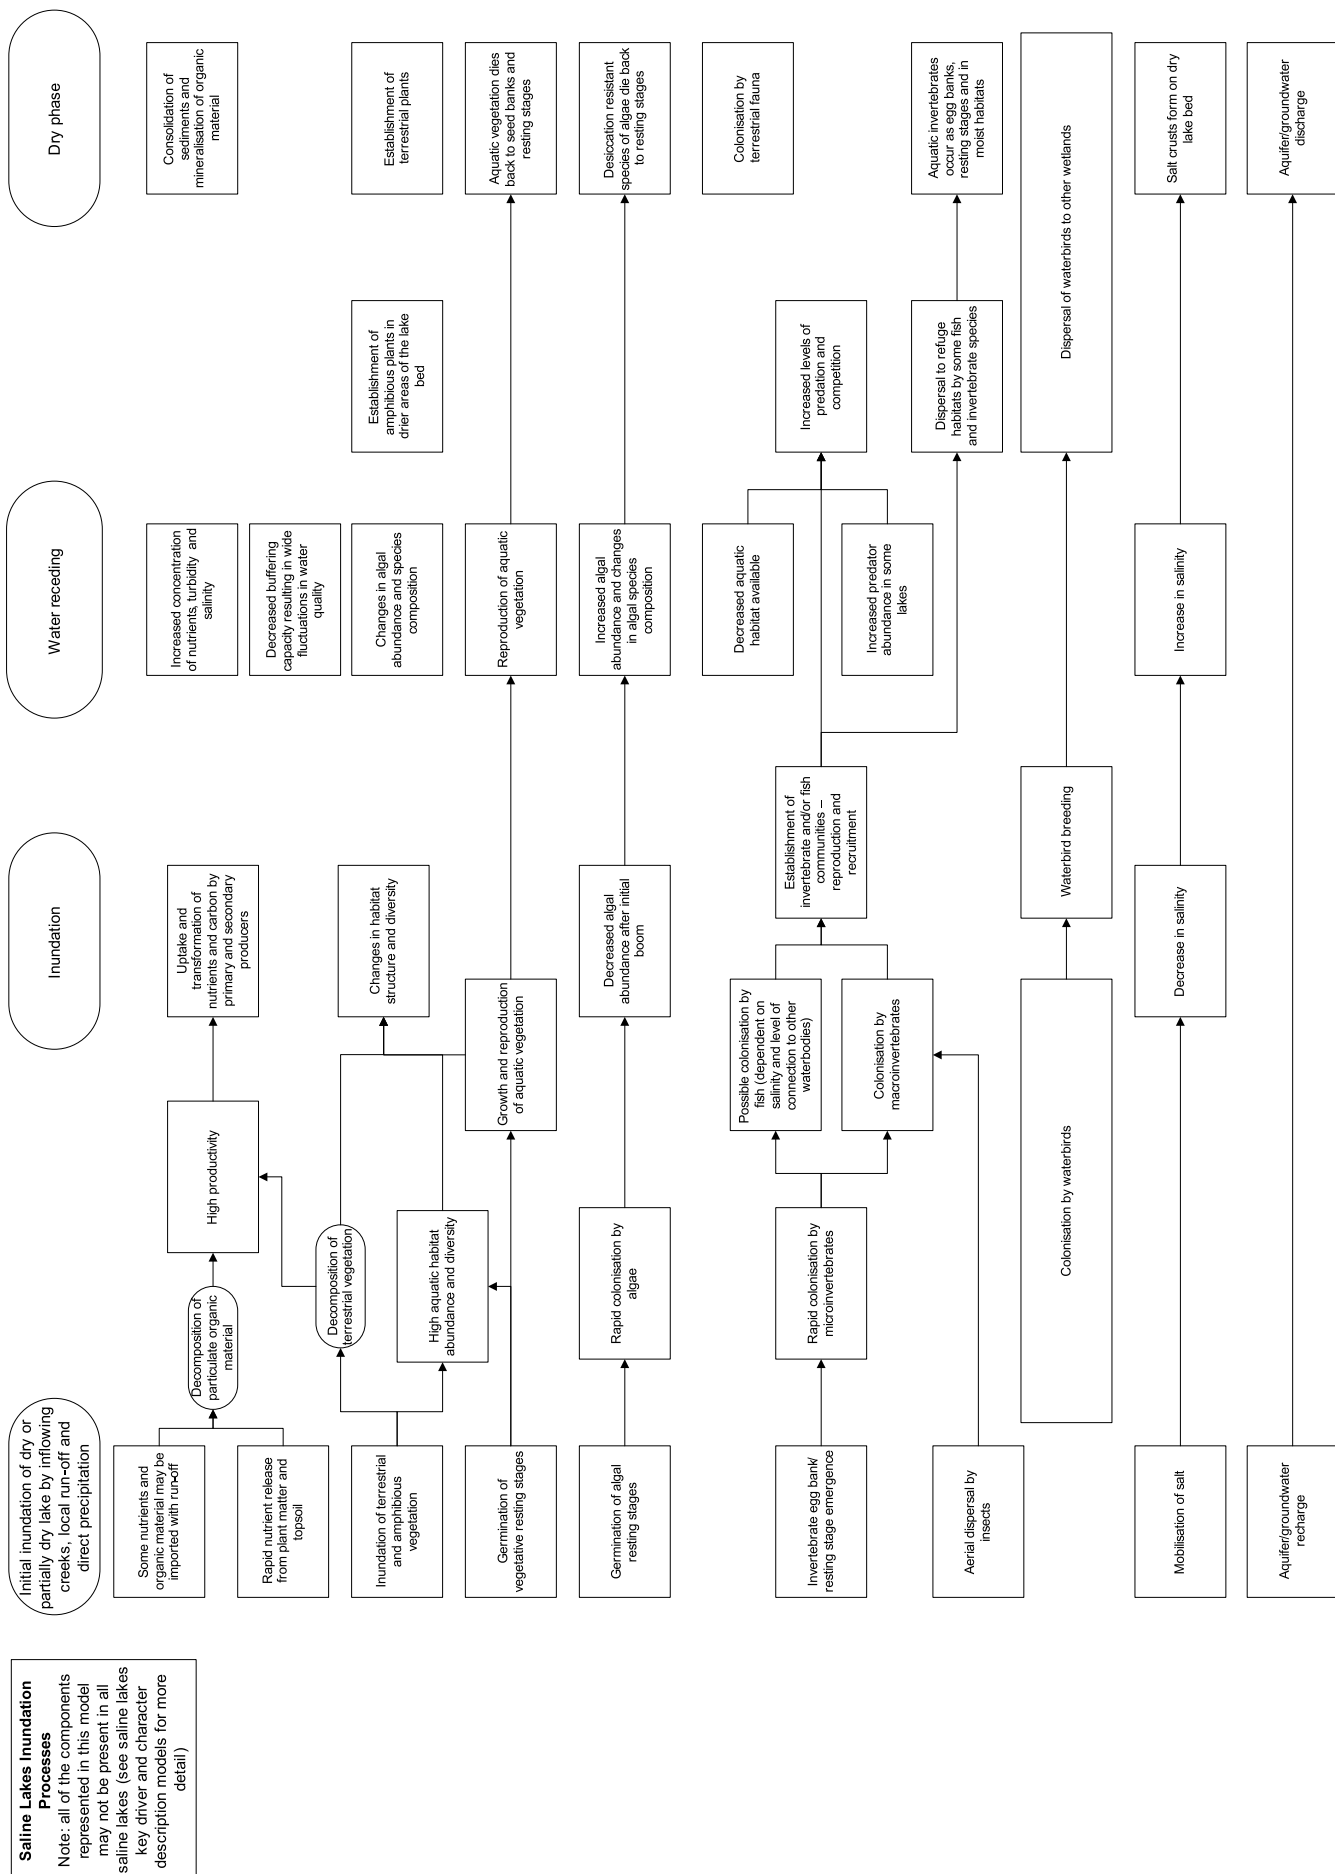 Saline Lakes Inundation
Processes
Note: all of the components
represented in this model
may not be present in all
saline lakes (see saline lakes
key driver and character
description models for more
detail)
Initial inundation of dry or
partially dry lake by inflowing
creeks, local run-off and
direct precipitation
Inundation
Water receding
Dry phase
Some nutrients and
organic material may be
imported with run-off
Rapid nutrient release
from plant matter and
topsoil
Decomposition of
particulate organic
material
High productivity
Uptake and
transformation of
nutrients and carbon by
primary and secondary
producers
Increased concentration
of nutrients, turbidity and
salinity
Decreased buffering
capacity resulting in wide
fluctuations in water
quality
Consolidation of
sediments and
mineralisation of organic
material
Inundation of terrestrial
and amphibious
vegetation
Decomposition of
terrestrial vegetation
High aquatic habitat
abundance and diversity
Changes in habitat
structure and diversity
Changes in algal
abundance and species
composition
Establishment of
amphibious plants in
drier areas of the lake
bed
Establishment of
terrestrial plants
Germination of
vegetative resting stages
Growth and reproduction
of aquatic vegetation
Reproduction of aquatic
vegetation
Aquatic vegetation dies
back to seed banks and
resting stages
Germination of algal
resting stages
Rapid colonisation by
algae
Decreased algal
abundance after initial
boom
Increased algal
abundance and changes
in algal species
composition
Desiccation resistant
species of algae die back
to resting stages
Invertebrate egg bank/
resting stage emergence
Rapid colonisation by
microinvertebrates
Possible colonisation by
fish (dependent on
salinity and level of
connection to other
waterbodies)
Colonisation by
macroinvertebrates
Establishment of
invertebrate and/or fish
communities –
reproduction and
recruitment
Decreased aquatic
habitat available
Increased predator
abundance in some
lakes
Increased levels of
predation and
competition
Colonisation by
terrestrial fauna
Aerial dispersal by
insects
Dispersal to refuge
habitats by some fish
and invertebrate species
Aquatic invertebrates
occur as egg banks,
resting stages and in
moist habitats
Colonisation by waterbirds
Waterbird breeding
Dispersal of waterbirds to other wetlands
Mobilisation of salt
Decrease in salinity
Increase in salinity
Salt crusts form on dry
lake bed
Aquifer/groundwater
recharge
Aquifer/groundwater
discharge